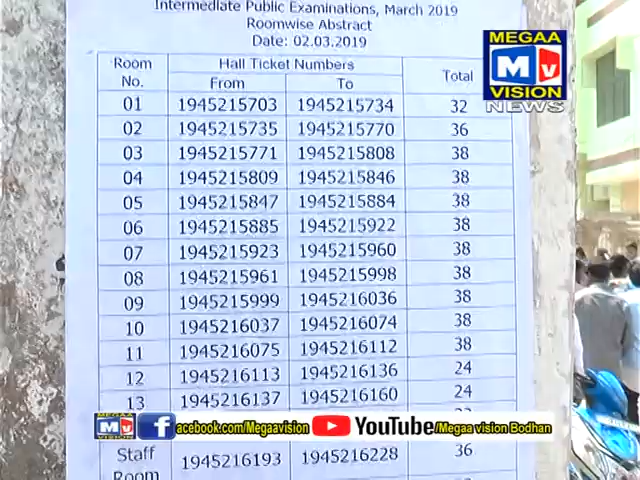 Intermediate Public Examinations, March 2019
Roomwise Abstract
Date: 02.03.2019
Room No. Hall Ticket Numbers From To Total
01 1945215703 1945215734 32
02 1945215735 1945215770 36
03 1945215771 1945215808 38
04 1945215809 1945215846 38
05 1945215847 1945215884 38
06 1945215885 1945215922 38
07 1945215923 1945215960 38
08 1945215961 1945215998 38
09 1945215999 1945216036 38
10 1945216037 1945216074 38
11 1945216075 1945216112 38
12 1945216113 1945216136 24
13 1945216137 1945216160 24
Staff Room 1945216193 1945216228 36
MEGAA
MV
VISION
NEWS
MEGAA MV VISION facebook.com/Megaavision YouTube/Megaa vision Bodhan